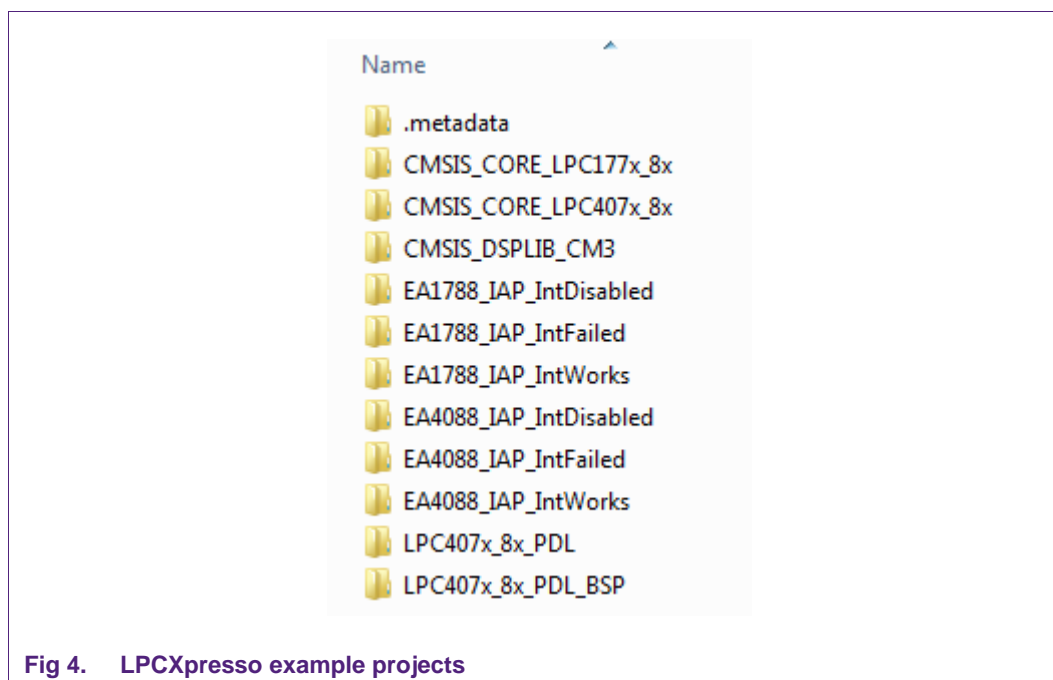 Name
.metadata
CMSIS_CORE_LPC177x_8x
CMSIS_CORE_LPC407x_8x
CMSIS_DSPLIB_CM3
EA1788_IAP_IntDisabled
EA1788_IAP_IntFailed
EA1788_IAP_IntWorks
EA4088_IAP_IntDisabled
EA4088_IAP_IntFailed
EA4088_IAP_IntWorks
LPC407x_8x_PDL
LPC407x_8x_PDL_BSP
Fig 4. LPCXpresso example projects